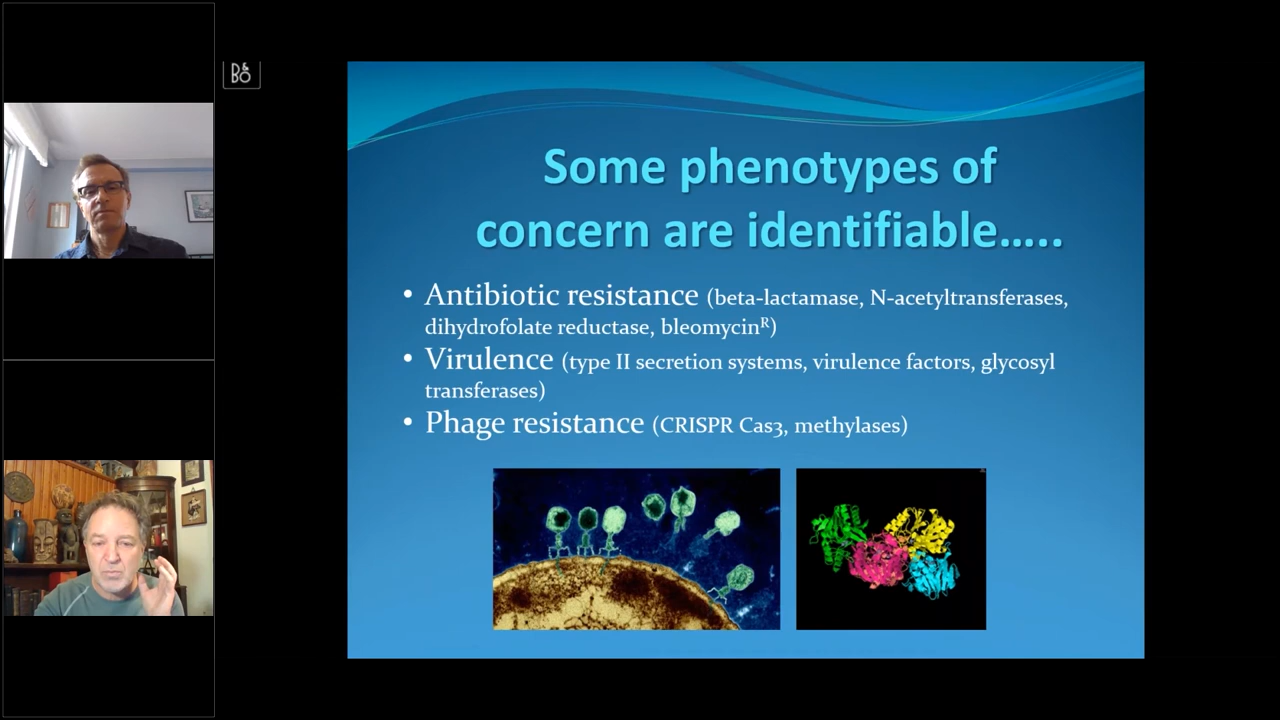 B&O
Some phenotypes of
concern are identifiable…..
• Antibiotic resistance (beta-lactamase, N-acetyltransferases,
dihydrofolate reductase, bleomycinᴿ)
• Virulence (type II secretion systems, virulence factors, glycosyl
transferases)
• Phage resistance (CRISPR Cas3, methylases)